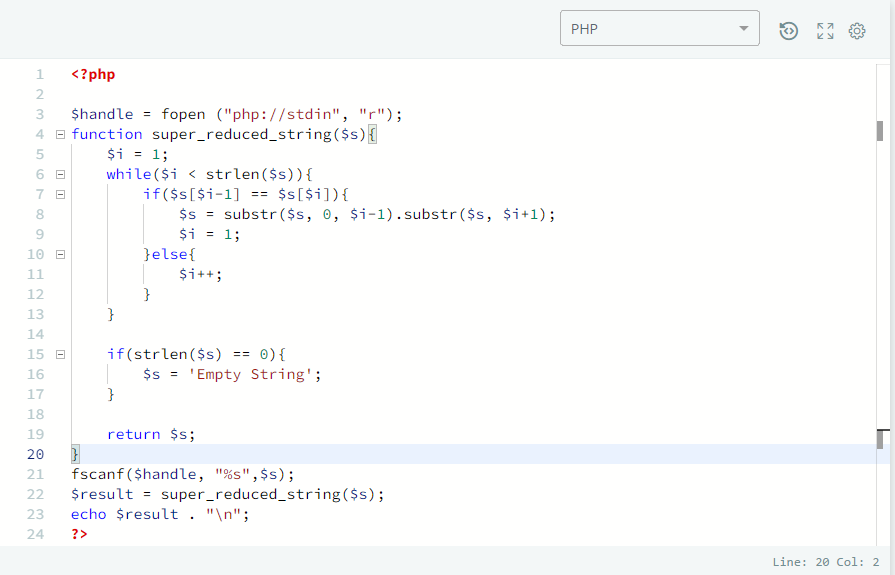 PHP
1 <?php
2
3 $handle = fopen ("php://stdin", "r");
4 function super_reduced_string($s){
5     $i = 1;
6     while($i < strlen($s)){
7         if($s[$i-1] == $s[$i]){
8             $s = substr($s, 0, $i-1).substr($s, $i+1);
9             $i = 1;
10         }else{
11             $i++;
12         }
13     }
14
15     if(strlen($s) == 0){
16         $s = 'Empty String';
17     }
18
19     return $s;
20 }
21 fscanf($handle, "%s",$s);
22 $result = super_reduced_string($s);
23 echo $result . "\n";
24 ?>
Line: 20 Col: 2